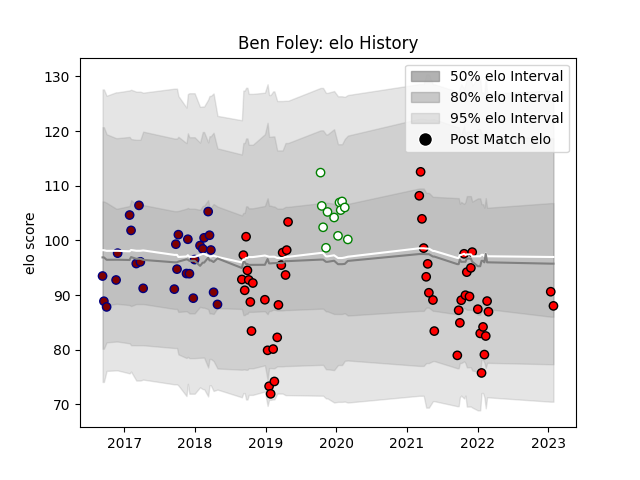 Ben Foley: elo History
elo score
130
120
110
100
90
80
70
50% elo Interval
80% elo Interval
95% elo Interval
Post Match elo
2017 2018 2019 2020 2021 2022 2023